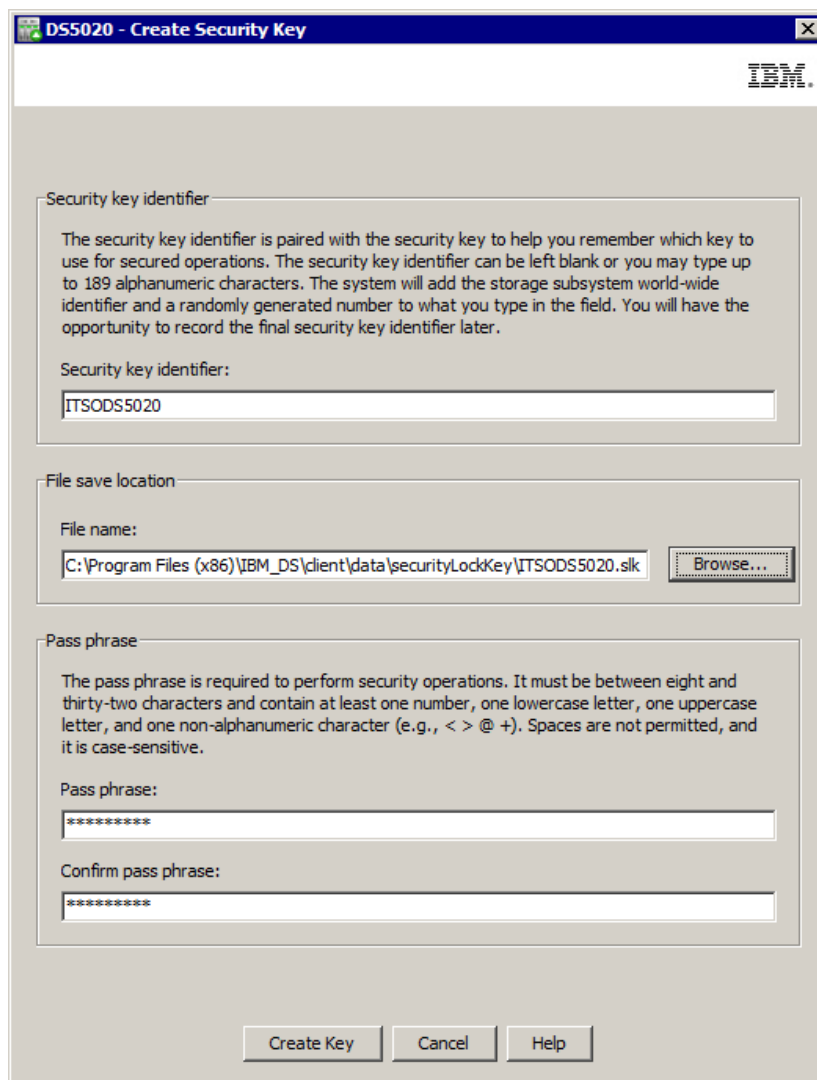 DS5020 - Create Security Key
IBM.
Security key identifier
The security key identifier is paired with the security key to help you remember which key to
use for secured operations. The security key identifier can be left blank or you may type up
to 189 alphanumeric characters. The system will add the storage subsystem world-wide
identifier and a randomly generated number to what you type in the field. You will have the
opportunity to record the final security key identifier later.
Security key identifier:
ITSODS5020
File save location
File name:
C:\Program Files (x86)\IBM_DS\client\data\securityLockKey\ITSODS5020.slk
Browse...
Pass phrase
The pass phrase is required to perform security operations. It must be between eight and
thirty-two characters and contain at least one number, one lowercase letter, one uppercase
letter, and one non-alphanumeric character (e.g., < > @ +). Spaces are not permitted, and
it is case-sensitive.
Pass phrase:
*********
Confirm pass phrase:
*********
Create Key Cancel Help